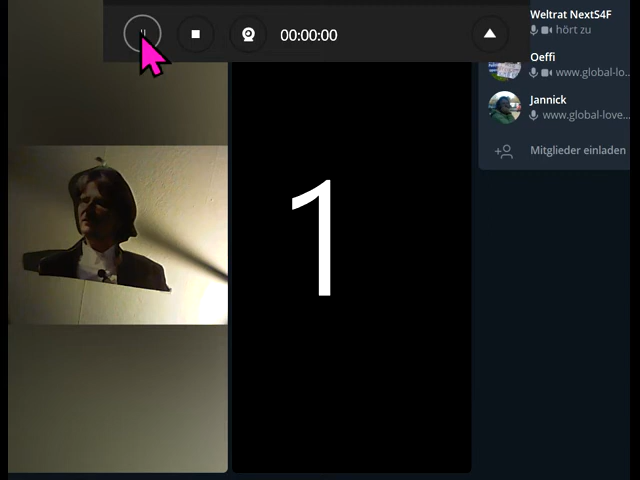 00:00:00
Weltrat NextS4F
hört zu
Oeffi
www.global-lo...
Jannick
www.global-love...
Mitglieder einladen
1